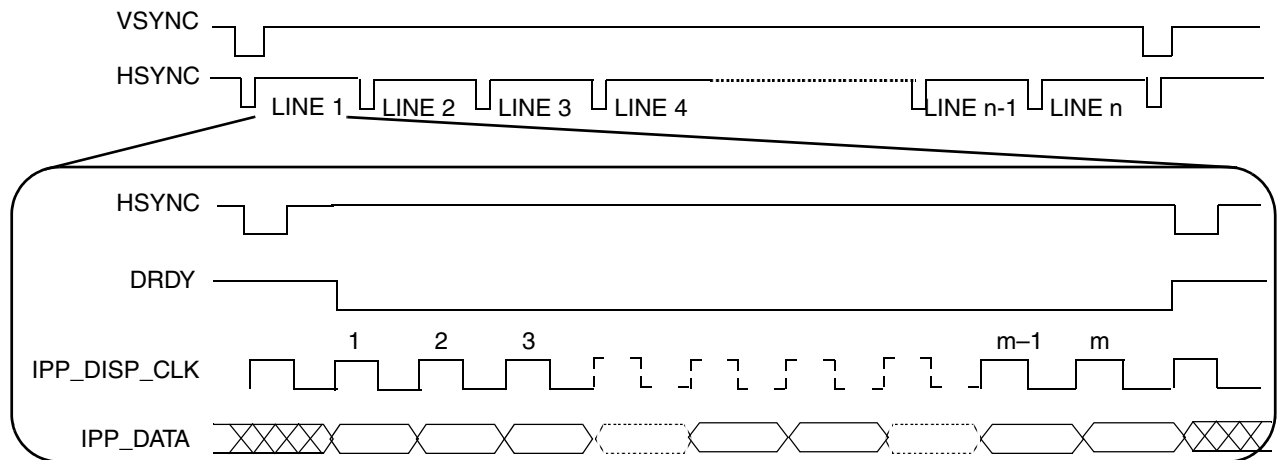 VSYNC
HSYNC
LINE 1 LINE 2 LINE 3 LINE 4 LINE n-1 LINE n
HSYNC
DRDY
1 2 3 m–1 m
IPP_DISP_CLK
IPP_DATA